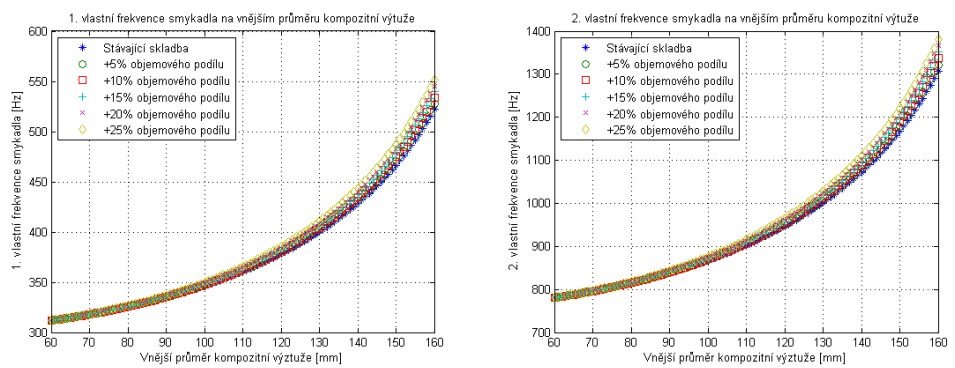 1. vlastní frekvence smykadla na vnějším průměru kompozitní výtuže
600
550
500
450
400
350
300
1. vlastní frekvence smykadla [Hz]
Stávající skladba
+5% objemového podílu
+10% objemového podílu
+15% objemového podílu
+20% objemového podílu
+25% objemového podílu
60 70 80 90 100 110 120 130 140 150 160
Vnější průměr kompozitní výztuže [mm]
2. vlastní frekvence smykadla na vnějším průměru kompozitní výtuže
1400
1300
1200
1100
1000
900
800
700
2. vlastní frekvence smykadla [Hz]
Stávající skladba
+5% objemového podílu
+10% objemového podílu
+15% objemového podílu
+20% objemového podílu
+25% objemového podílu
60 70 80 90 100 110 120 130 140 150 160
Vnější průměr kompozitní výztuže [mm]